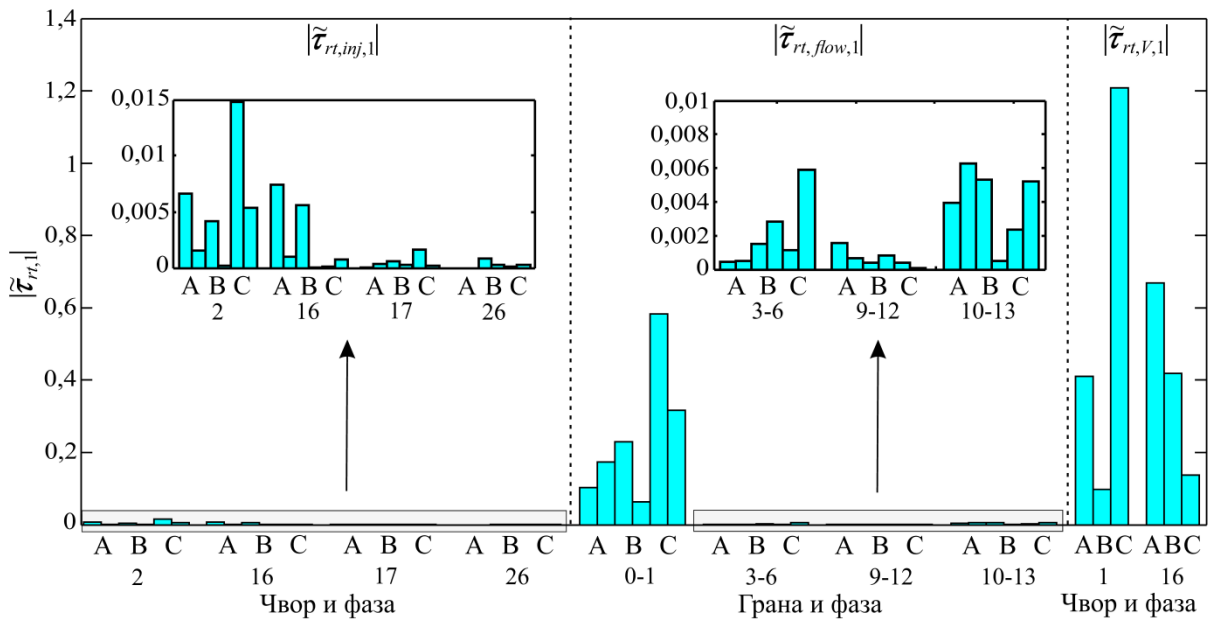 1,4
|τ̃rt,inj,1| |τ̃rt,flow,1| |τ̃rt,V,1|
1,2
1
0,8
0,6
0,4
0,2
0
|τ̃rt,1|
0,015
0,01
0,005
0
A B C A B C A B C A B C
2 16 17 26
0,01
0,008
0,006
0,004
0,002
0
A B C A B C A B C
3-6 9-12 10-13
A B C A B C A B C A B C A B C A B C A B C A B C A B C A B C
2 16 17 26 0-1 3-6 9-12 10-13 1 16
Чвор и фаза Грана и фаза Чвор и фаза